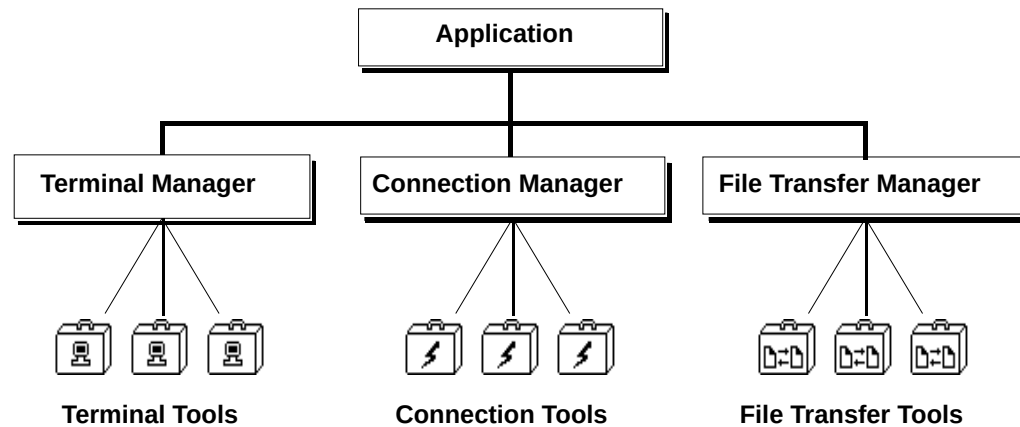 Application
Terminal Manager
Connection Manager
File Transfer Manager
Terminal Tools
Connection Tools
File Transfer Tools